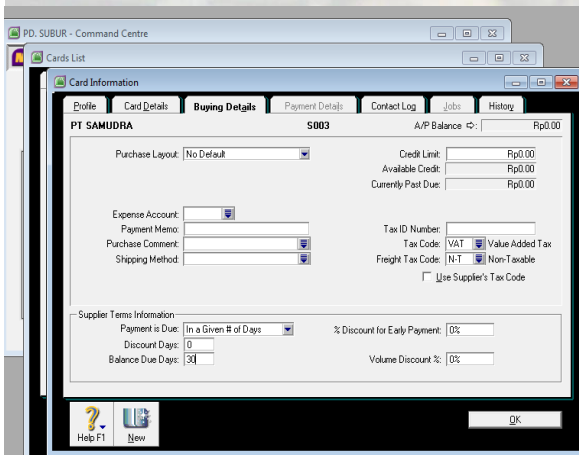 PD. SUBUR - Command Centre
Cards List
Card Information
Profile Card Details Buying Details Payment Details Contact Log Jobs History
PT SAMUDRA S003 A/P Balance ⇨: Rp0.00
Purchase Layout: No Default Credit Limit: Rp0.00
Available Credit: Rp0.00
Currently Past Due: Rp0.00
Expense Account:
Payment Memo: Tax ID Number:
Purchase Comment: Tax Code: VAT Value Added Tax
Shipping Method: Freight Tax Code: N-T Non-Taxable
Use Supplier's Tax Code
Supplier Terms Information
Payment is Due: In a Given # of Days % Discount for Early Payment: 0%
Discount Days: 0
Balance Due Days: 30 Volume Discount %: 0%
Help F1 New OK